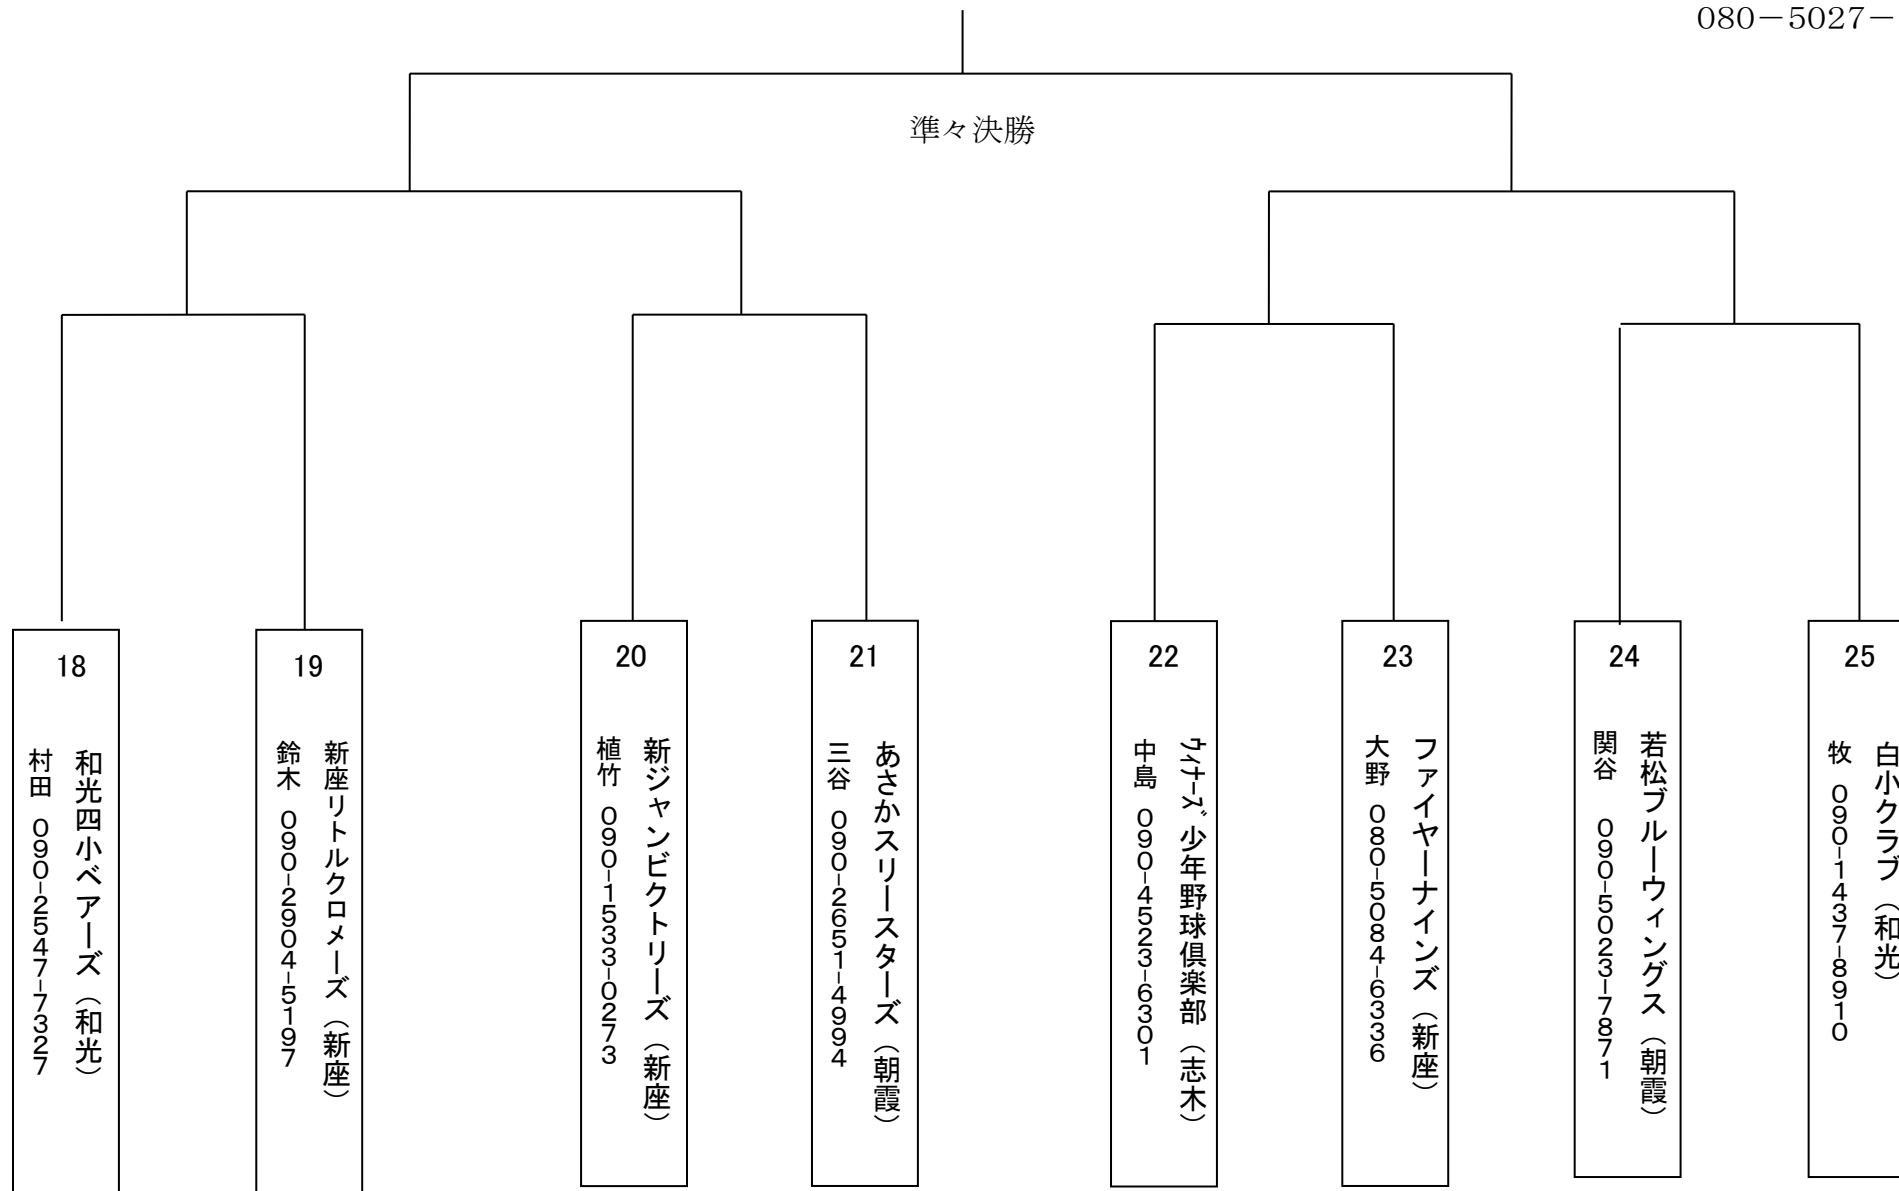 080－5027－
準々決勝
18
和光四小ベアーズ（和光）
村田　090-2547-7327
19
新座リトルクロメーズ（新座）
鈴木　090-2904-5197
20
新ジャンビクトリーズ（新座）
植竹　090-1533-0273
21
あさかスリースターズ（朝霞）
三谷　090-2651-4994
22
ｳｨﾅｰｽﾞ少年野球倶楽部（志木）
中島　090-4523-6301
23
ファイヤーナインズ（新座）
大野　080-5084-6336
24
若松ブルーウィングス（朝霞）
関谷　090-5023-7871
25
白小クラブ（和光）
牧　090-1437-8910